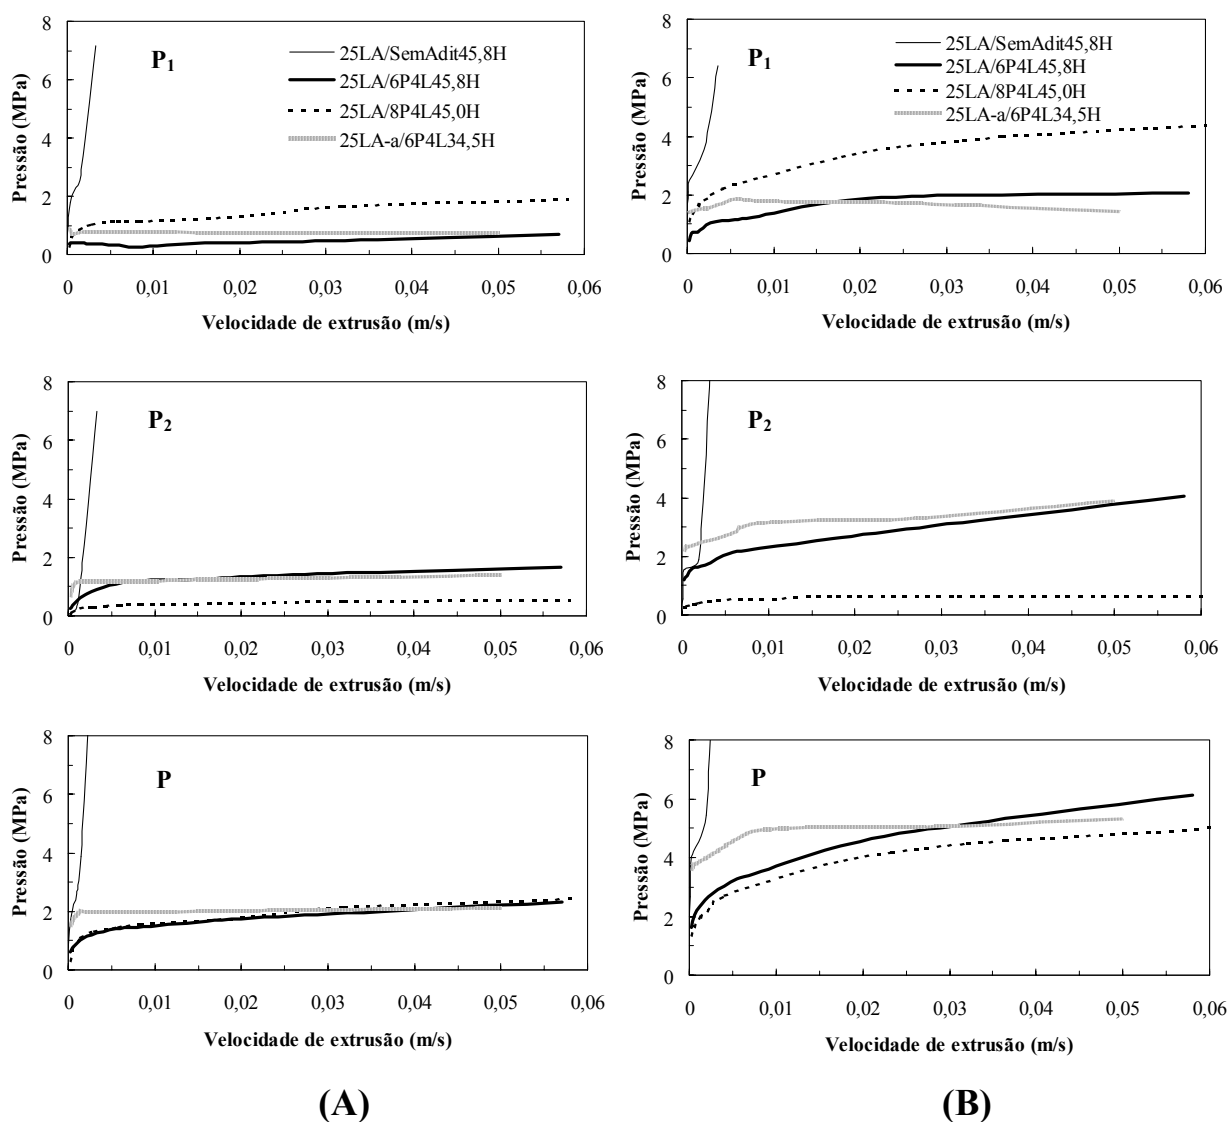 8
6
4
2
0
Pressão (MPa)
P1
25LA/SemAdit45,8H
25LA/6P4L45,8H
25LA/8P4L45,0H
25LA-a/6P4L34,5H
0 0,01 0,02 0,03 0,04 0,05 0,06
Velocidade de extrusão (m/s)
8
6
4
2
0
Pressão (MPa)
P1
25LA/SemAdit45,8H
25LA/6P4L45,8H
25LA/8P4L45,0H
25LA-a/6P4L34,5H
0 0,01 0,02 0,03 0,04 0,05 0,06
Velocidade de extrusão (m/s)
8
6
4
2
0
Pressão (MPa)
P2
0 0,01 0,02 0,03 0,04 0,05 0,06
Velocidade de extrusão (m/s)
8
6
4
2
0
Pressão (MPa)
P2
0 0,01 0,02 0,03 0,04 0,05 0,06
Velocidade de extrusão (m/s)
8
6
4
2
0
Pressão (MPa)
P
0 0,01 0,02 0,03 0,04 0,05 0,06
Velocidade de extrusão (m/s)
8
6
4
2
0
Pressão (MPa)
P
0 0,01 0,02 0,03 0,04 0,05 0,06
Velocidade de extrusão (m/s)
(A)
(B)